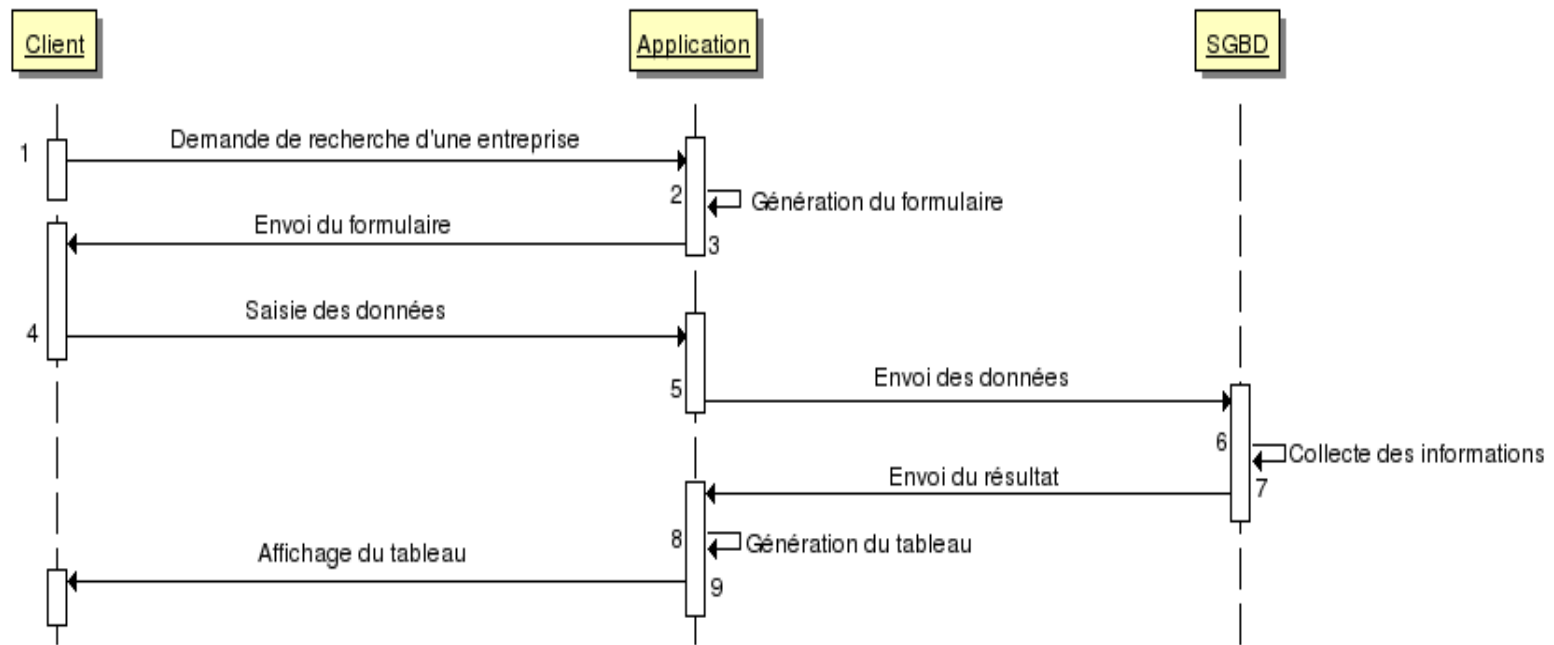 Client
Application
SGBD
1
Demande de recherche d'une entreprise
2
Génération du formulaire
Envoi du formulaire
3
Saisie des données
4
Envoi des données
5
6
Collecte des informations
Envoi du résultat
7
8
Génération du tableau
Affichage du tableau
9